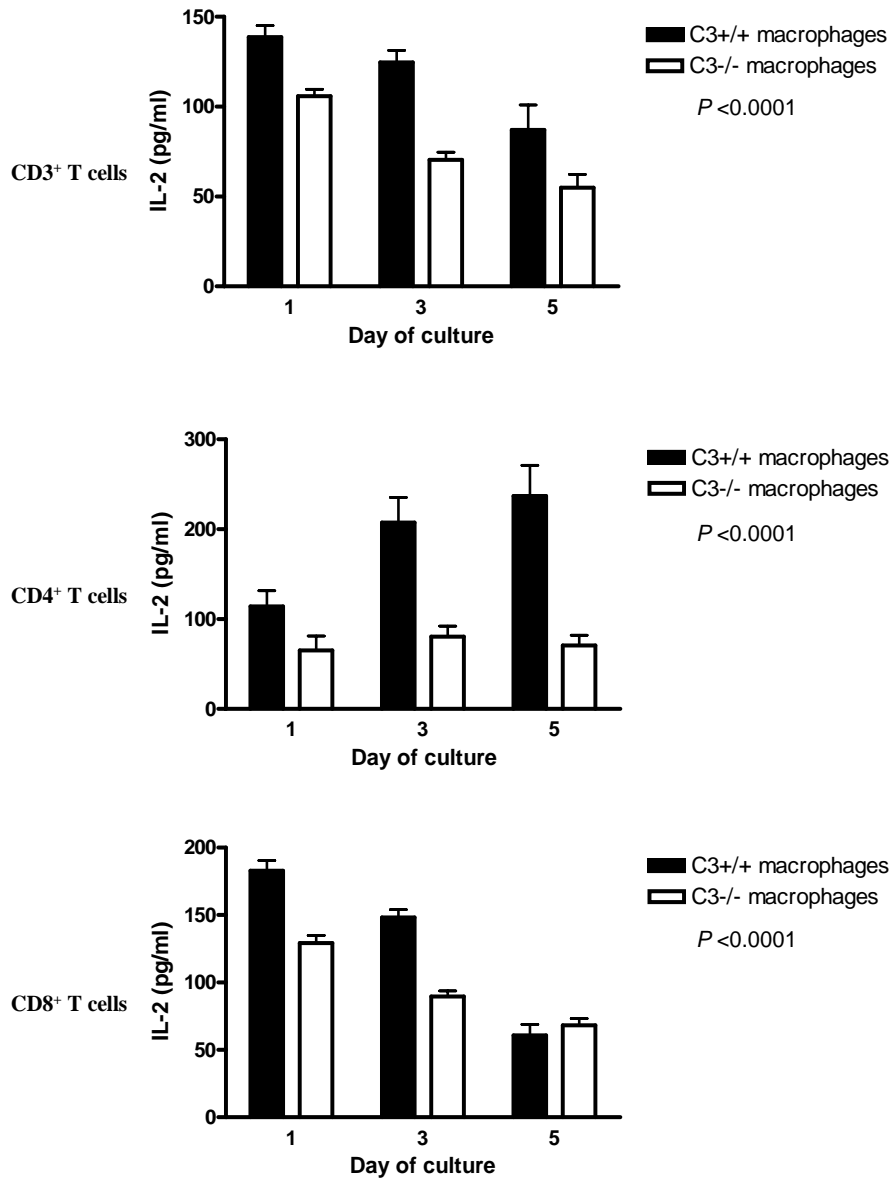 150
100
50
0
IL-2 (pg/ml)
CD3⁺ T cells
1 3 5
Day of culture
C3+/+ macrophages
C3-/- macrophages
P <0.0001
300
200
100
0
IL-2 (pg/ml)
CD4⁺ T cells
1 3 5
Day of culture
C3+/+ macrophages
C3-/- macrophages
P <0.0001
200
150
100
50
0
IL-2 (pg/ml)
CD8⁺ T cells
1 3 5
Day of culture
C3+/+ macrophages
C3-/- macrophages
P <0.0001